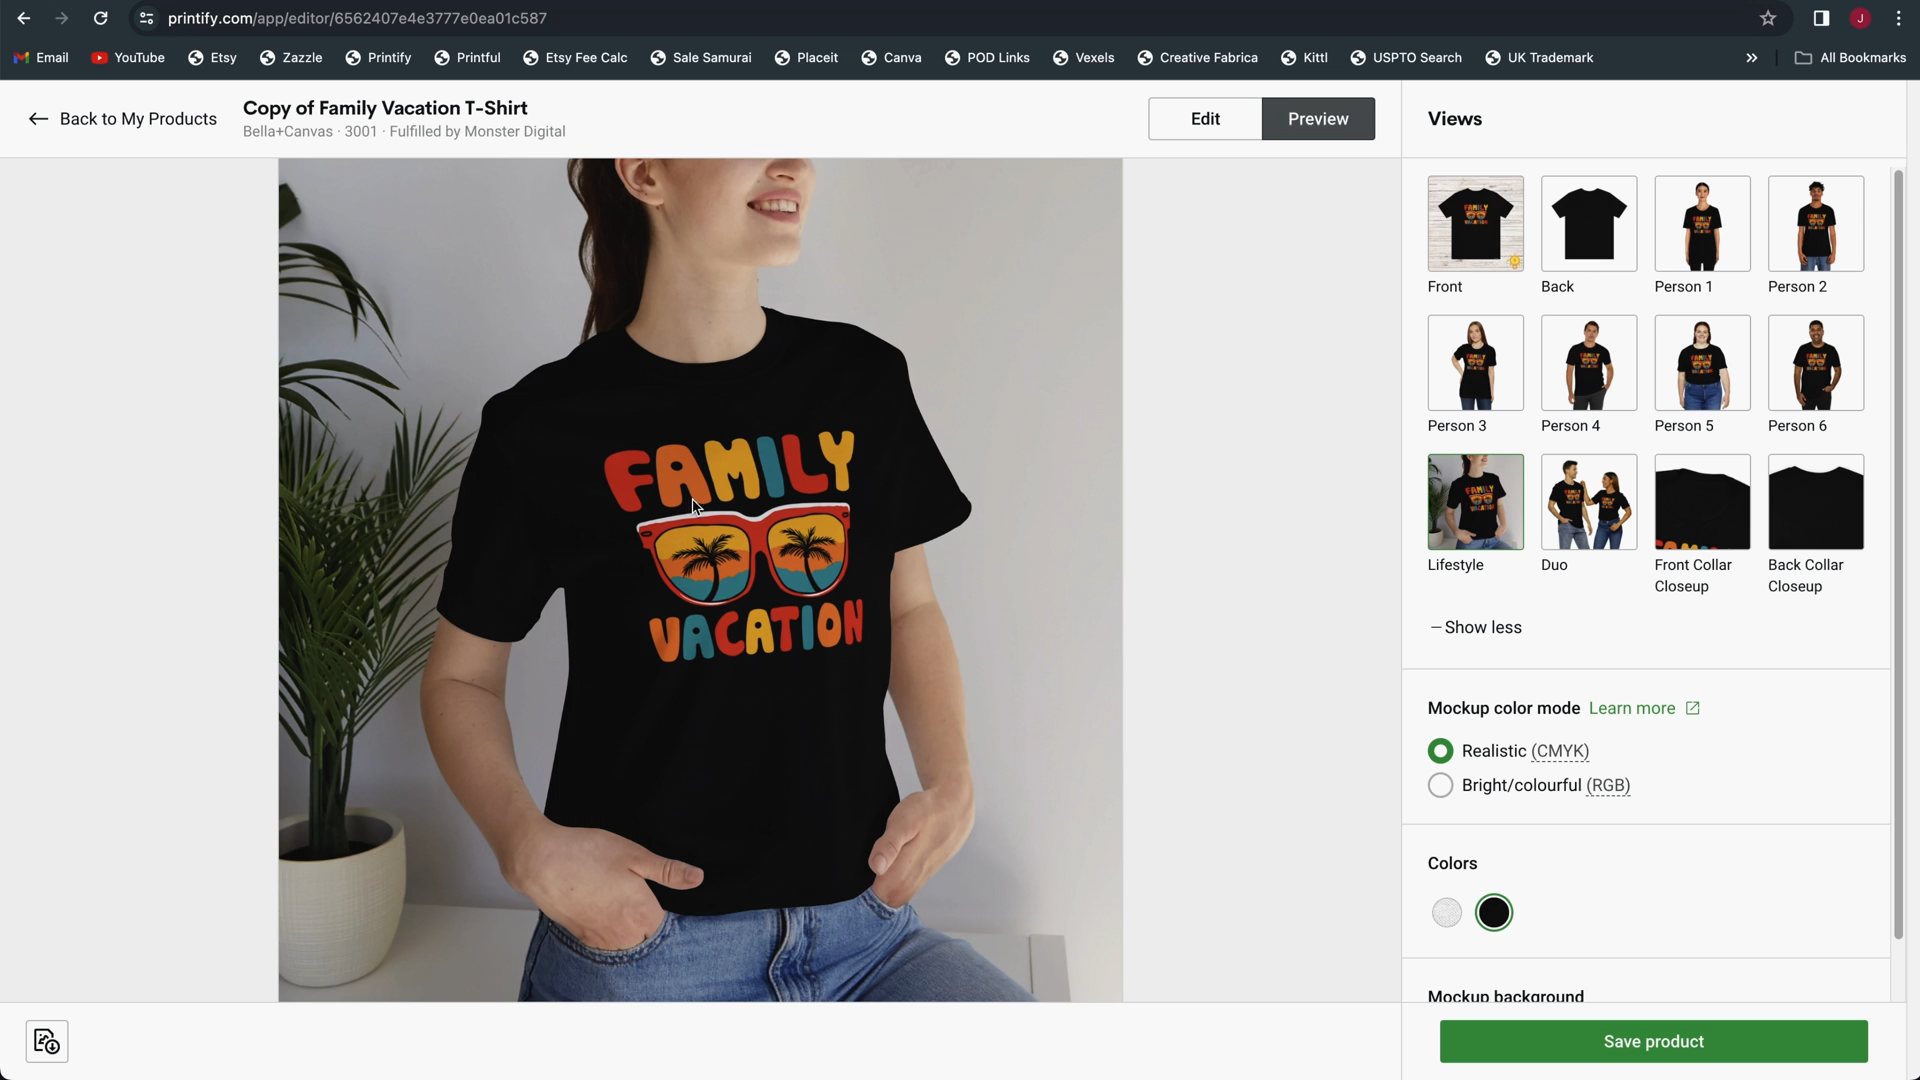 printify.com/app/editor/6562407e4e3777e0ea01c587
J
Email YouTube Etsy Zazzle Printify Printful Etsy Fee Calc Sale Samurai Placeit Canva POD Links Vexels Creative Fabrica Kittl USPTO Search UK Trademark » All Bookmarks
Back to My Products
Copy of Family Vacation T-Shirt
Bella+Canvas · 3001 · Fulfilled by Monster Digital
Edit Preview
FAMILY
VACATION
Views
Front Back Person 1 Person 2
Person 3 Person 4 Person 5 Person 6
Lifestyle Duo Front Collar Closeup Back Collar Closeup
– Show less
Mockup color mode Learn more
Realistic (CMYK)
Bright/colourful (RGB)
Colors
Mockup background
Save product